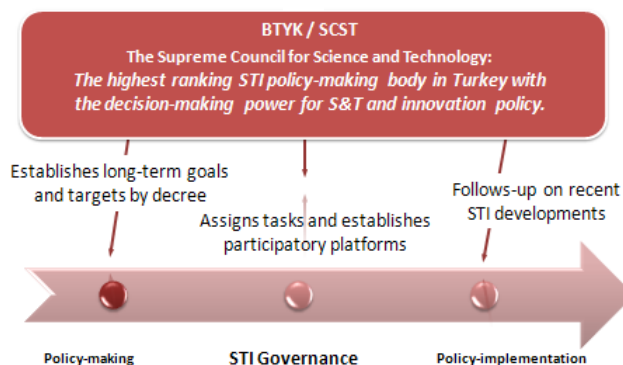 BTYK / SCST
The Supreme Council for Science and Technology:
The highest ranking STI policy-making body in Turkey with
the decision-making power for S&T and innovation policy.
Establishes long-term goals
and targets by decree
Assigns tasks and establishes
participatory platforms
Follows-up on recent
STI developments
Policy-making
STI Governance
Policy-implementation